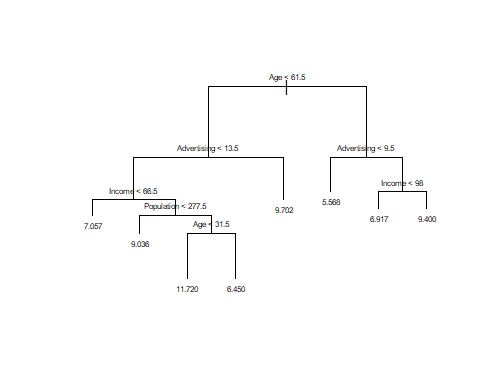 Age < 61.5
Advertising < 13.5
Advertising < 9.5
Income < 66.5
Income < 98
Population < 277.5
7.057
9.036
Age < 31.5
9.702
5.568
6.917
9.400
11.720
6.450